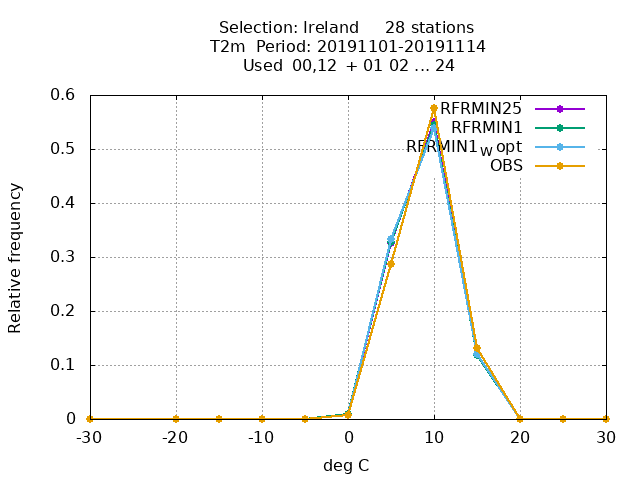 Selection: Ireland 28 stations
T2m Period: 20191101-20191114
Used 00,12 + 01 02 ... 24
0.6
0.5
0.4
0.3
0.2
0.1
0
RFRMIN25
RFRMIN1
RFRMIN1w opt
OBS
Relative frequency
-30 -20 -10 0 10 20 30
deg C